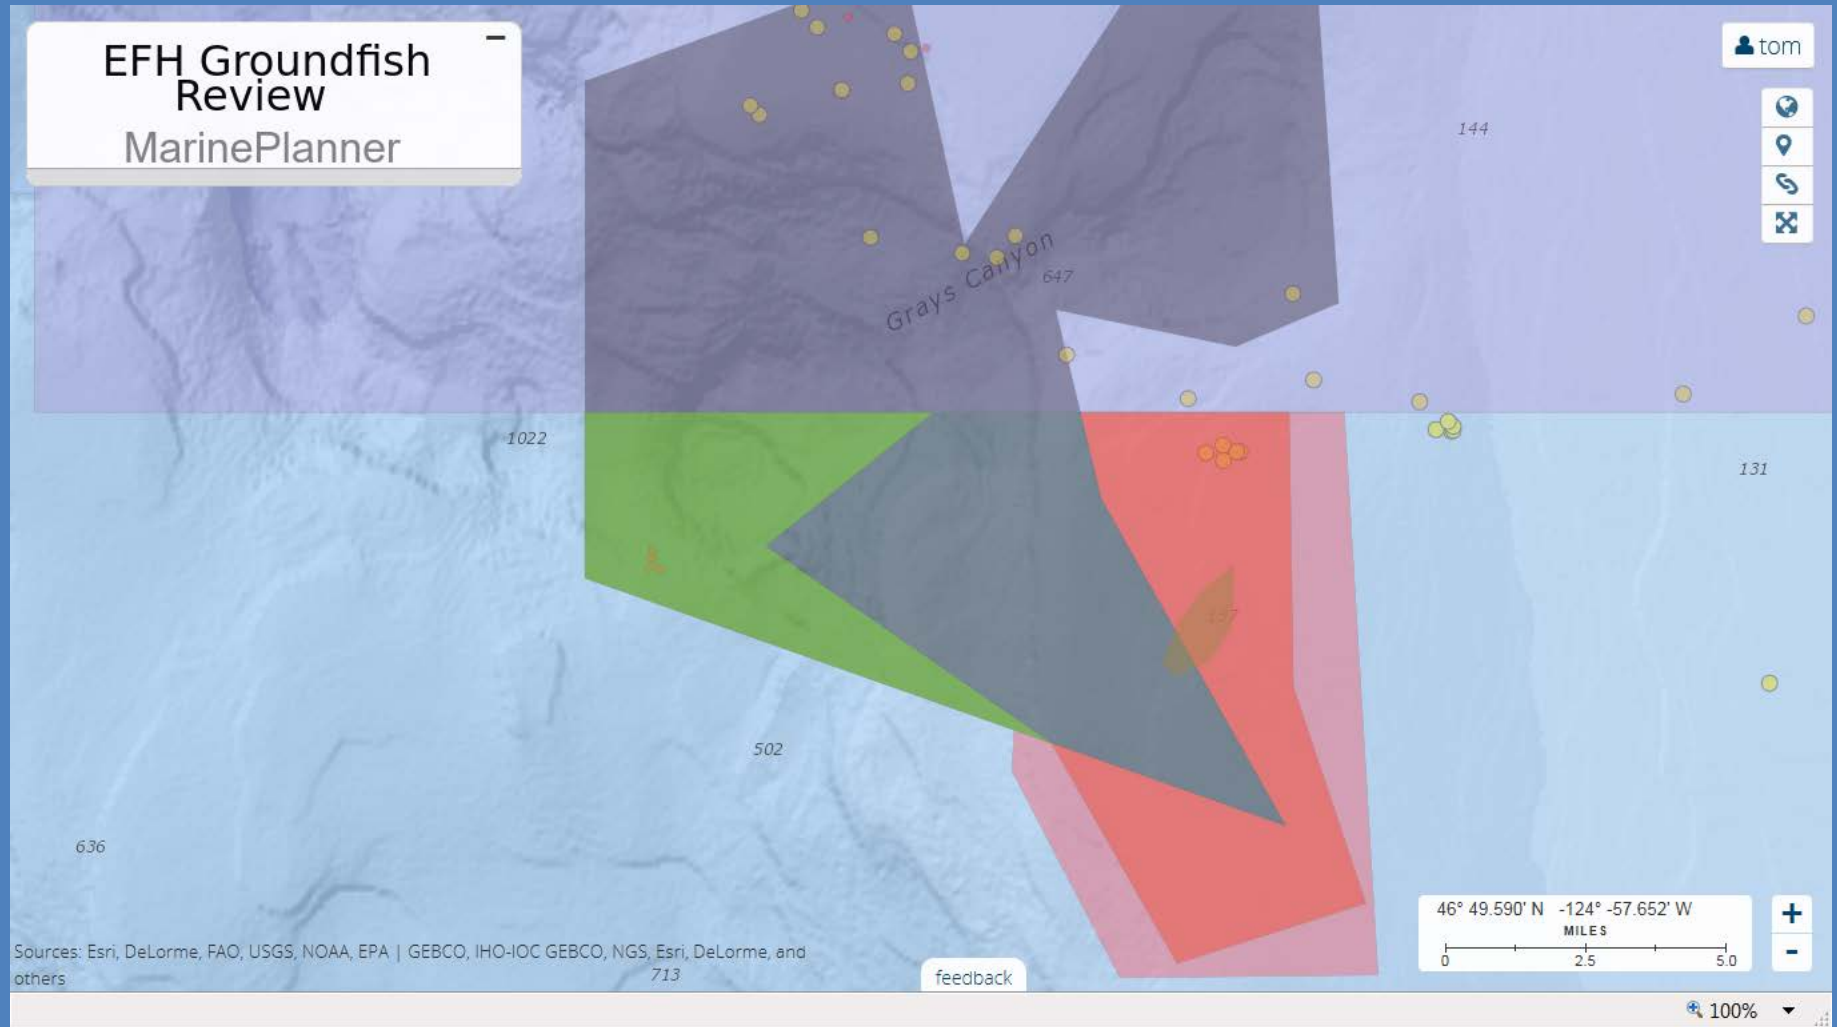 EFH Groundfish
Review
MarinePlanner
tom
144
Grays Canyon
647
1022
131
137
502
636
46° 49.590' N -124° -57.652' W
MILES
0 2.5 5.0
+
-
Sources: Esri, DeLorme, FAO, USGS, NOAA, EPA | GEBCO, IHO-IOC GEBCO, NGS, Esri, DeLorme, and
others
713
feedback
100%